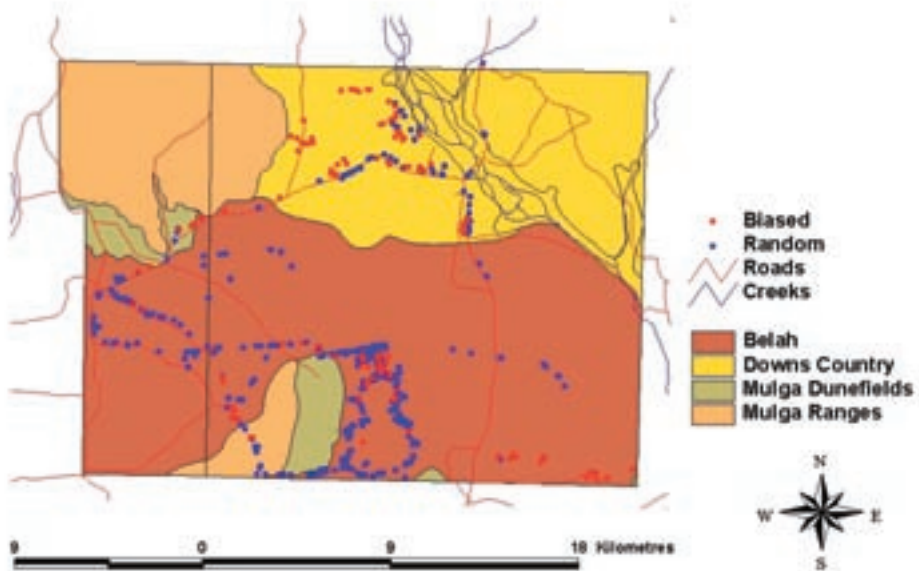 Biased
Random
Roads
Creeks
Belah
Downs Country
Mulga Dunefields
Mulga Ranges
N
W E
S
9 0 9 18 Kilometres